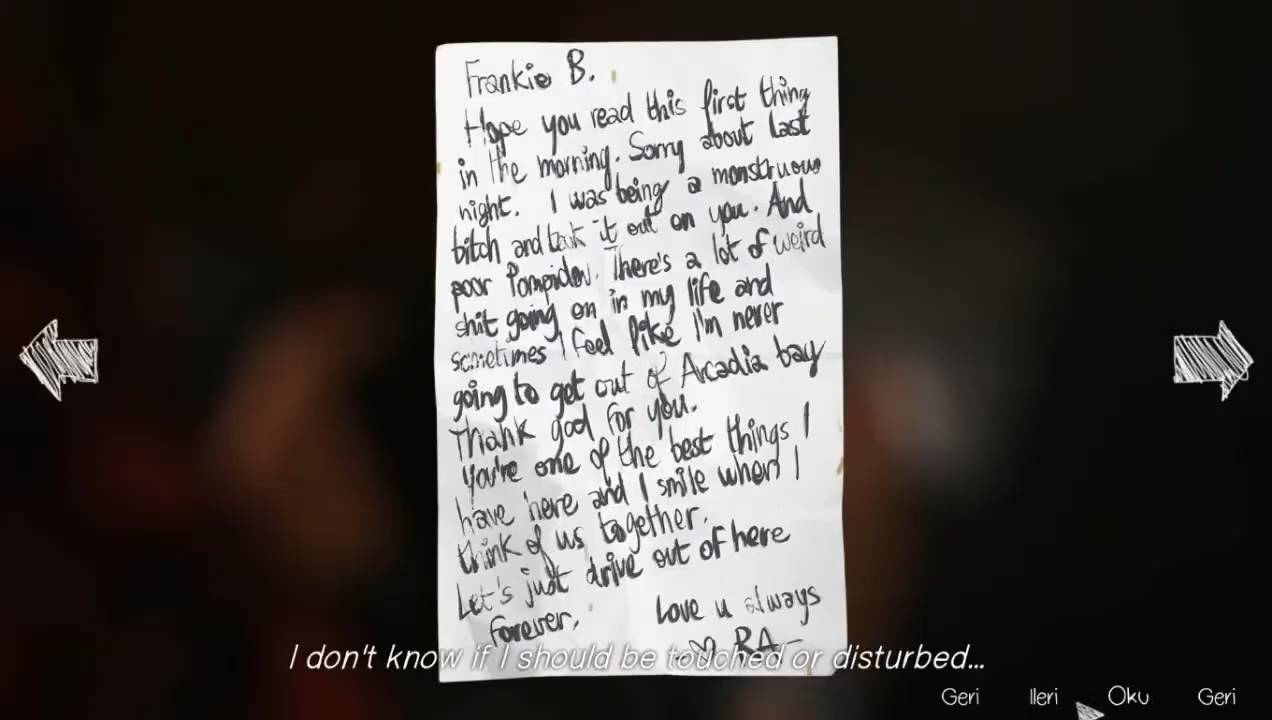 Frankie B.
Hope you read this first thing
in the morning. Sorry about last
night. I was being a monstruous
bitch and took it out on you. And
poor Pompidou. There's a lot of weird
shit going on in my life and
sometimes I feel like I'm never
going to get out of Arcadia bay
Thank god for you.
You're one of the best things I
have here and I smile when I
think of us together.
Let's just drive out of here
forever.
Love u always
-♡ RA-
I don't know if I should be touched or disturbed...
Geri Ileri Oku Geri